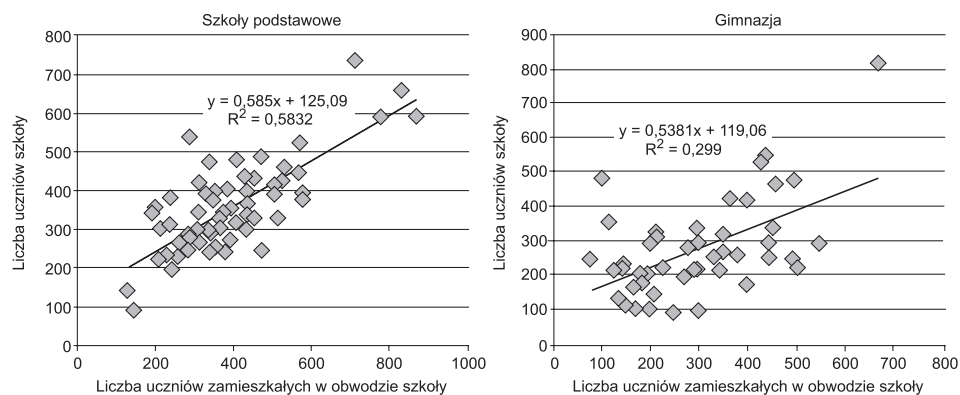 Szkoły podstawowe
800
700
600
500
400
300
200
100
0
y = 0,585x + 125,09
R2 = 0,5832
0 200 400 600 800 1000
Liczba uczniów szkoły
Liczba uczniów zamieszkałych w obwodzie szkoły
Gimnazja
900
800
700
600
500
400
300
200
100
0
y = 0,5381x + 119,06
R2 = 0,299
0 100 200 300 400 500 600 700 800
Liczba uczniów szkoły
Liczba uczniów zamieszkałych w obwodzie szkoły